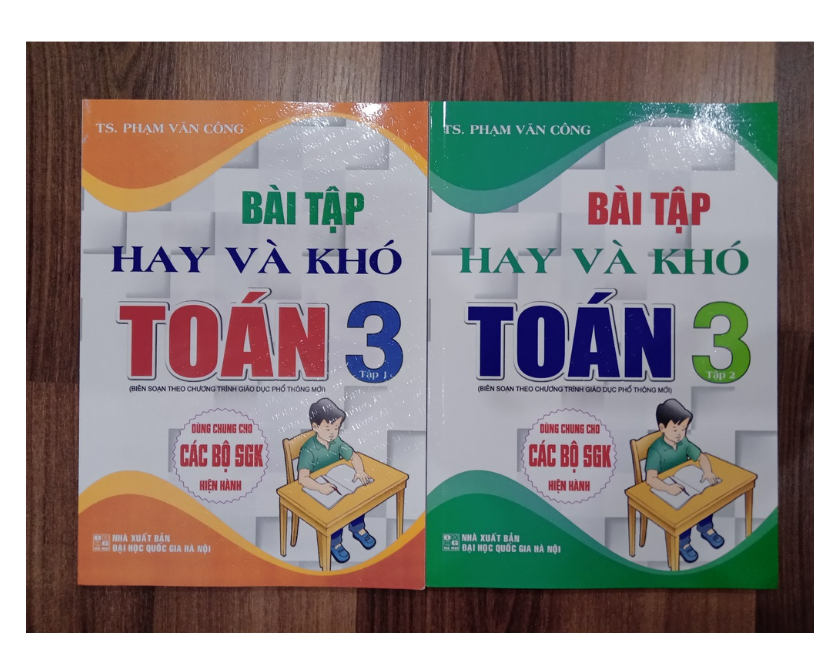 TS. PHẠM VĂN CÔNG
BÀI TẬP
HAY VÀ KHÓ
TOÁN 3
Tập 1
(BIÊN SOẠN THEO CHƯƠNG TRÌNH GIÁO DỤC PHỔ THÔNG MỚI)
DÙNG CHUNG CHO
CÁC BỘ SGK
HIỆN HÀNH
NHÀ XUẤT BẢN
ĐẠI HỌC QUỐC GIA HÀ NỘI
TS. PHẠM VĂN CÔNG
BÀI TẬP
HAY VÀ KHÓ
TOÁN 3
Tập 2
(BIÊN SOẠN THEO CHƯƠNG TRÌNH GIÁO DỤC PHỔ THÔNG MỚI)
DÙNG CHUNG CHO
CÁC BỘ SGK
HIỆN HÀNH
NHÀ XUẤT BẢN
ĐẠI HỌC QUỐC GIA HÀ NỘI